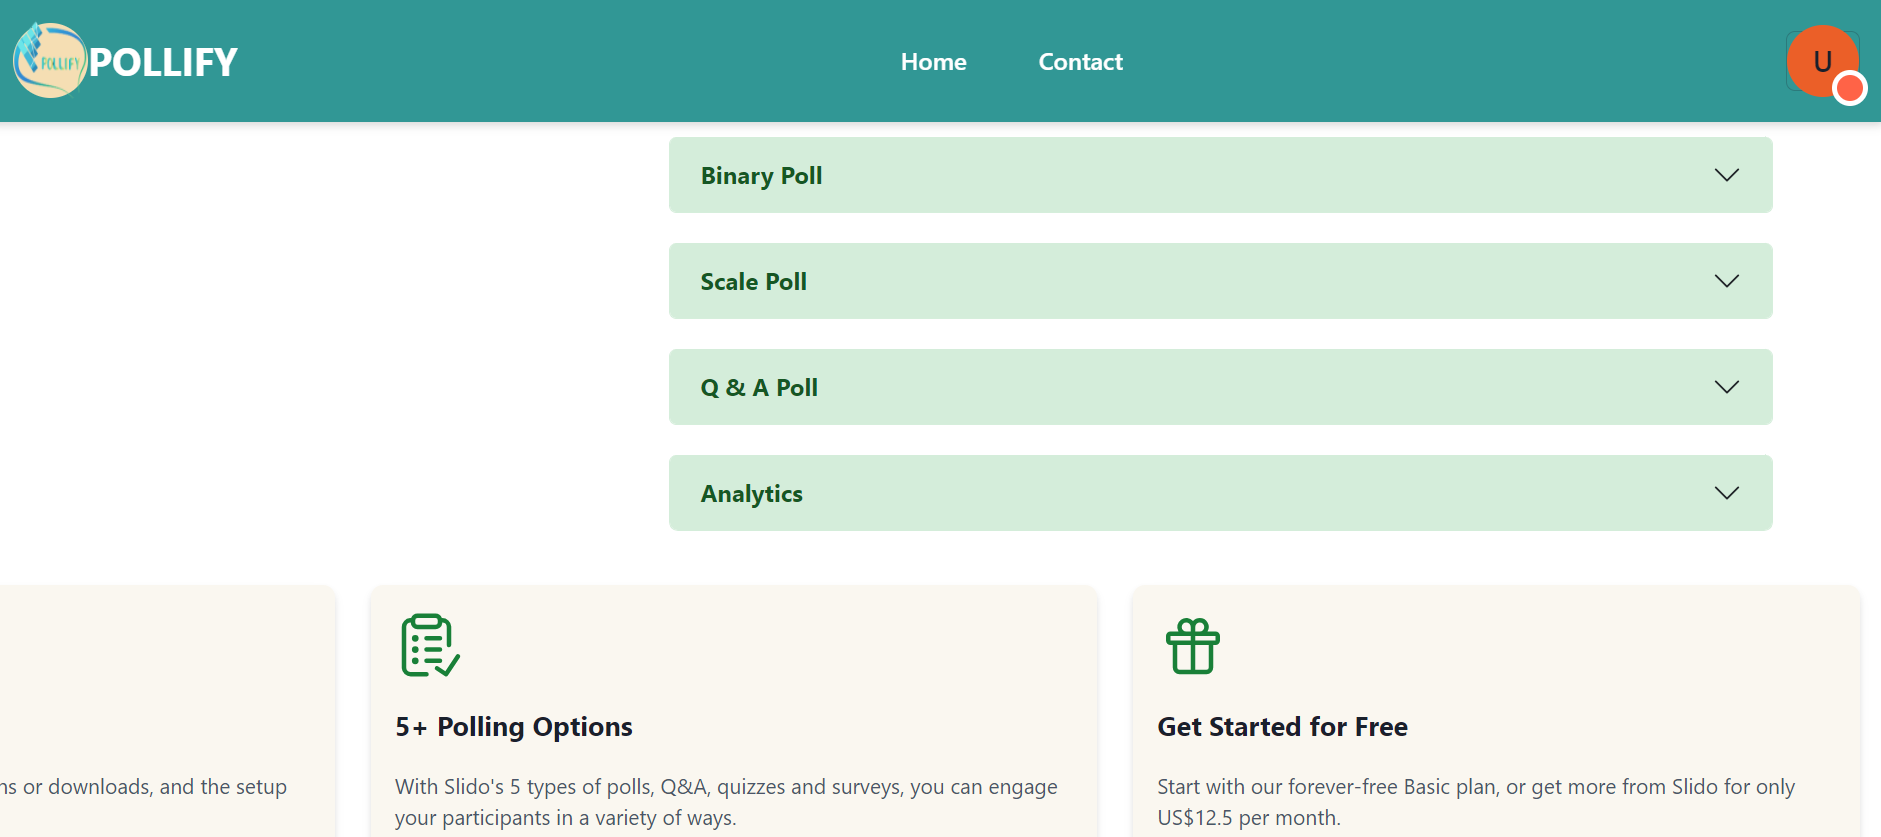 POLLIFY
POLLIFY
Home
Contact
U
Binary Poll
Scale Poll
Q & A Poll
Analytics
ns or downloads, and the setup
5+ Polling Options
With Slido's 5 types of polls, Q&A, quizzes and surveys, you can engage
your participants in a variety of ways.
Get Started for Free
Start with our forever-free Basic plan, or get more from Slido for only
US$12.5 per month.